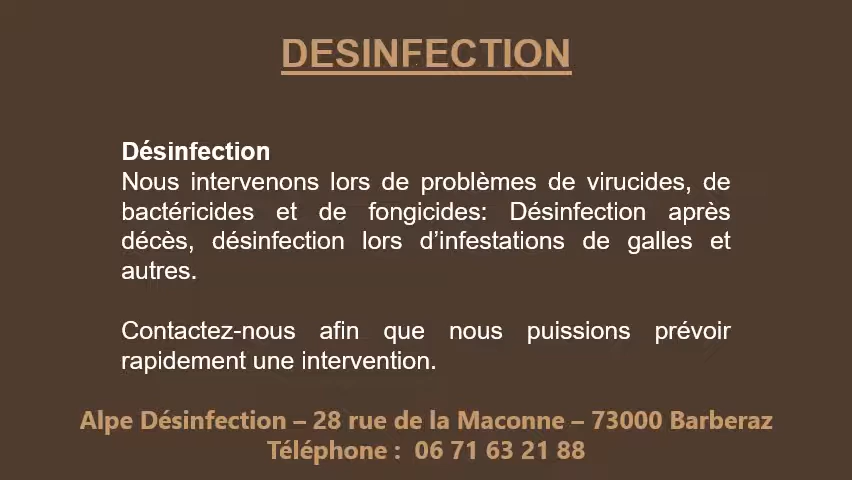 DESINFECTION
Désinfection
Nous intervenons lors de problèmes de virucides, de
bactéricides et de fongicides: Désinfection après
décès, désinfection lors d’infestations de galles et
autres.
Contactez-nous afin que nous puissions prévoir
rapidement une intervention.
Alpe Désinfection – 28 rue de la Maconne – 73000 Barberaz
Téléphone : 06 71 63 21 88